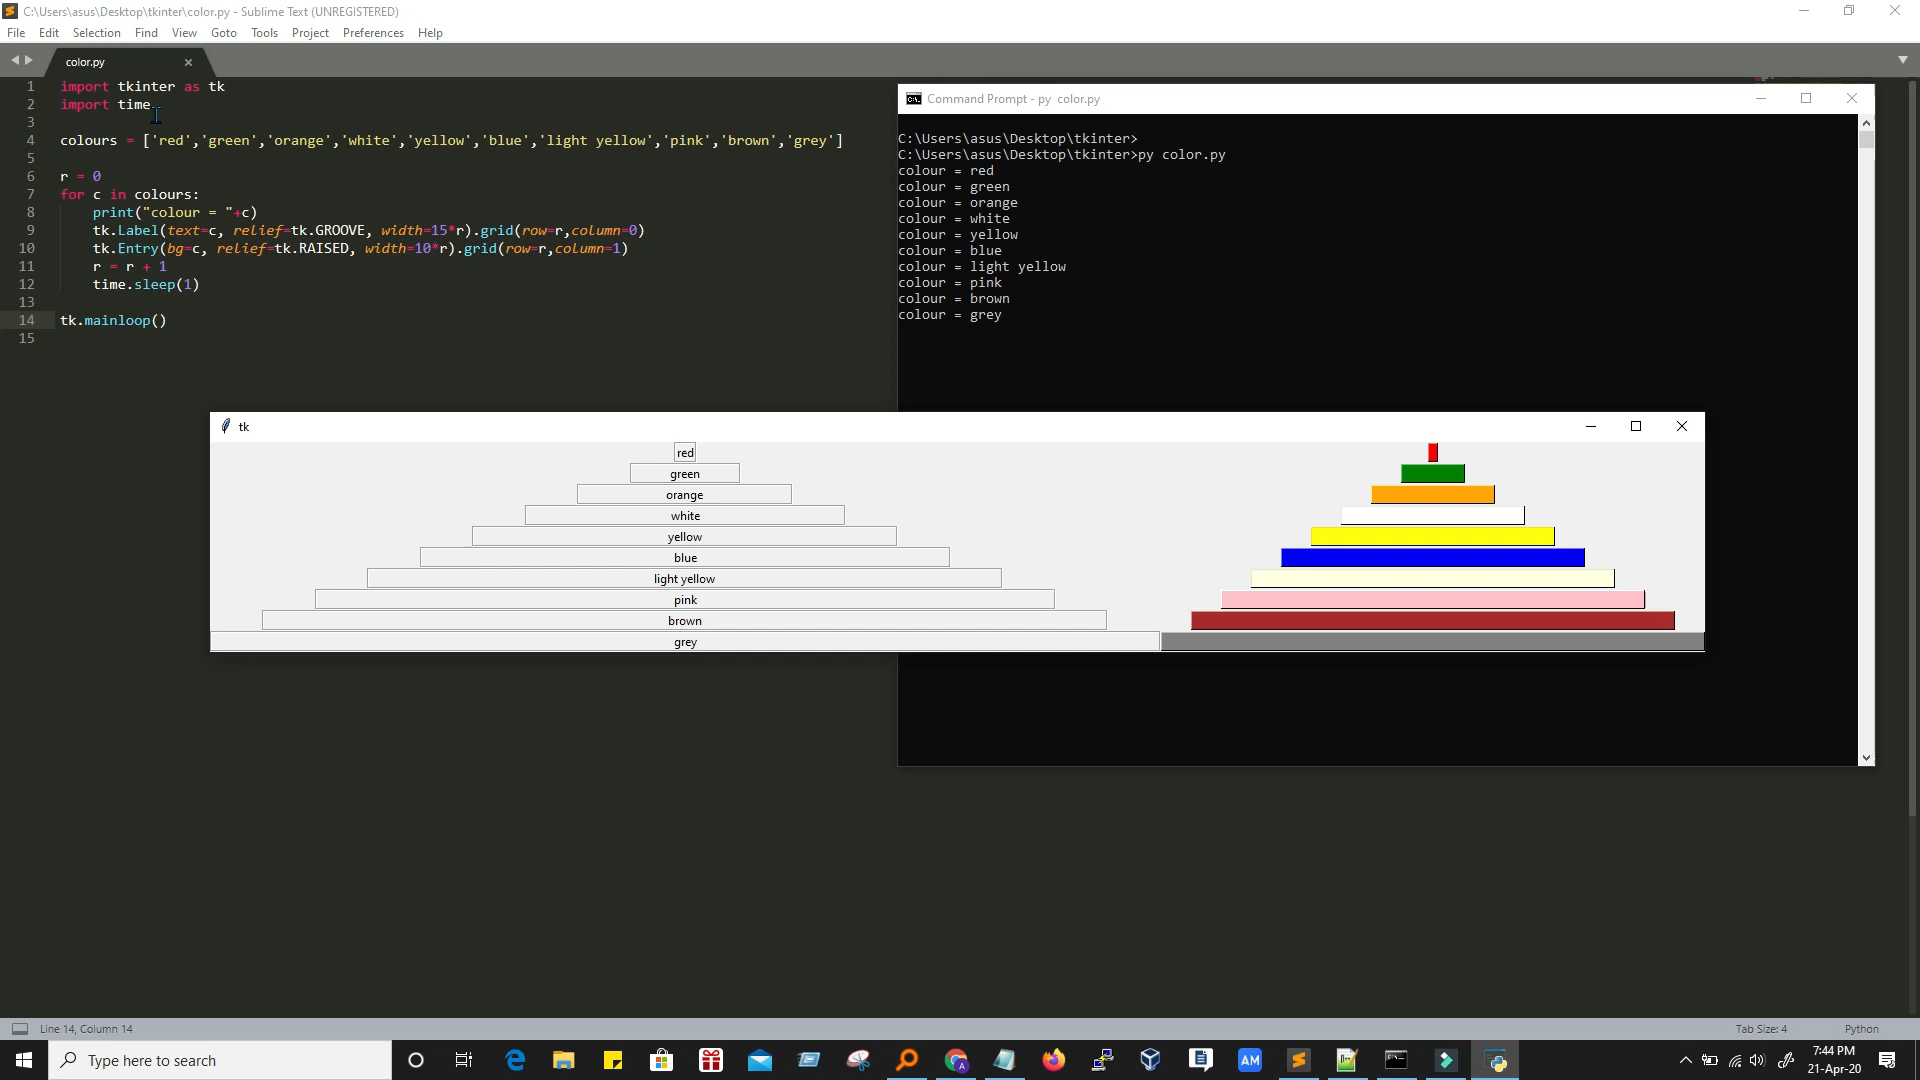 C:\Users\asus\Desktop\tkinter\color.py - Sublime Text (UNREGISTERED)
File Edit Selection Find View Goto Tools Project Preferences Help
color.py
1 import tkinter as tk
2 import time
3
4 colours = ['red','green','orange','white','yellow','blue','light yellow','pink','brown','grey']
5
6 r = 0
7 for c in colours:
8 print("colour = "+c)
9 tk.Label(text=c, relief=tk.GROOVE, width=15*r).grid(row=r,column=0)
10 tk.Entry(bg=c, relief=tk.RAISED, width=10*r).grid(row=r,column=1)
11 r = r + 1
12 time.sleep(1)
13
14 tk.mainloop()
15
Command Prompt - py color.py
C:\Users\asus\Desktop\tkinter>
C:\Users\asus\Desktop\tkinter>py color.py
colour = red
colour = green
colour = orange
colour = white
colour = yellow
colour = blue
colour = light yellow
colour = pink
colour = brown
colour = grey
tk
red
green
orange
white
yellow
blue
light yellow
pink
brown
grey
Line 14, Column 14
Tab Size: 4
Python
Type here to search
AM
7:44 PM
21-Apr-20